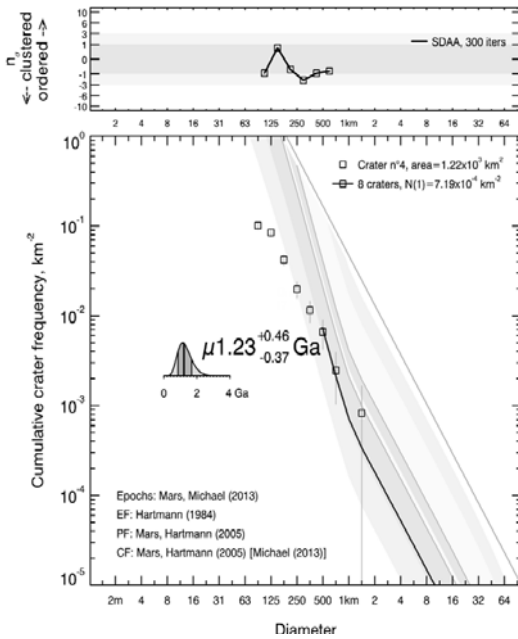 nσ
<-- clustered
ordered -->
10
6
3
1
0
-1
-3
-6
-10
SDAA, 300 iters
2 4 8 16 31 63 125 250 500 1km 2 4 8 16 32 64
Cumulative crater frequency, km-2
10^0
10^-1
10^-2
10^-3
10^-4
10^-5
Crater n°4, area=1.22x10^3 km^2
8 craters, N(1)=7.19x10^-4 km^-2
μ1.23 +0.46 -0.37 Ga
0 2 4 Ga
Epochs: Mars, Michael (2013)
EF: Hartmann (1984)
PF: Mars, Hartmann (2005)
CF: Mars, Hartmann (2005) [Michael (2013)]
2m 4 8 16 31 63 125 250 500 1km 2 4 8 16 32 64
Diameter